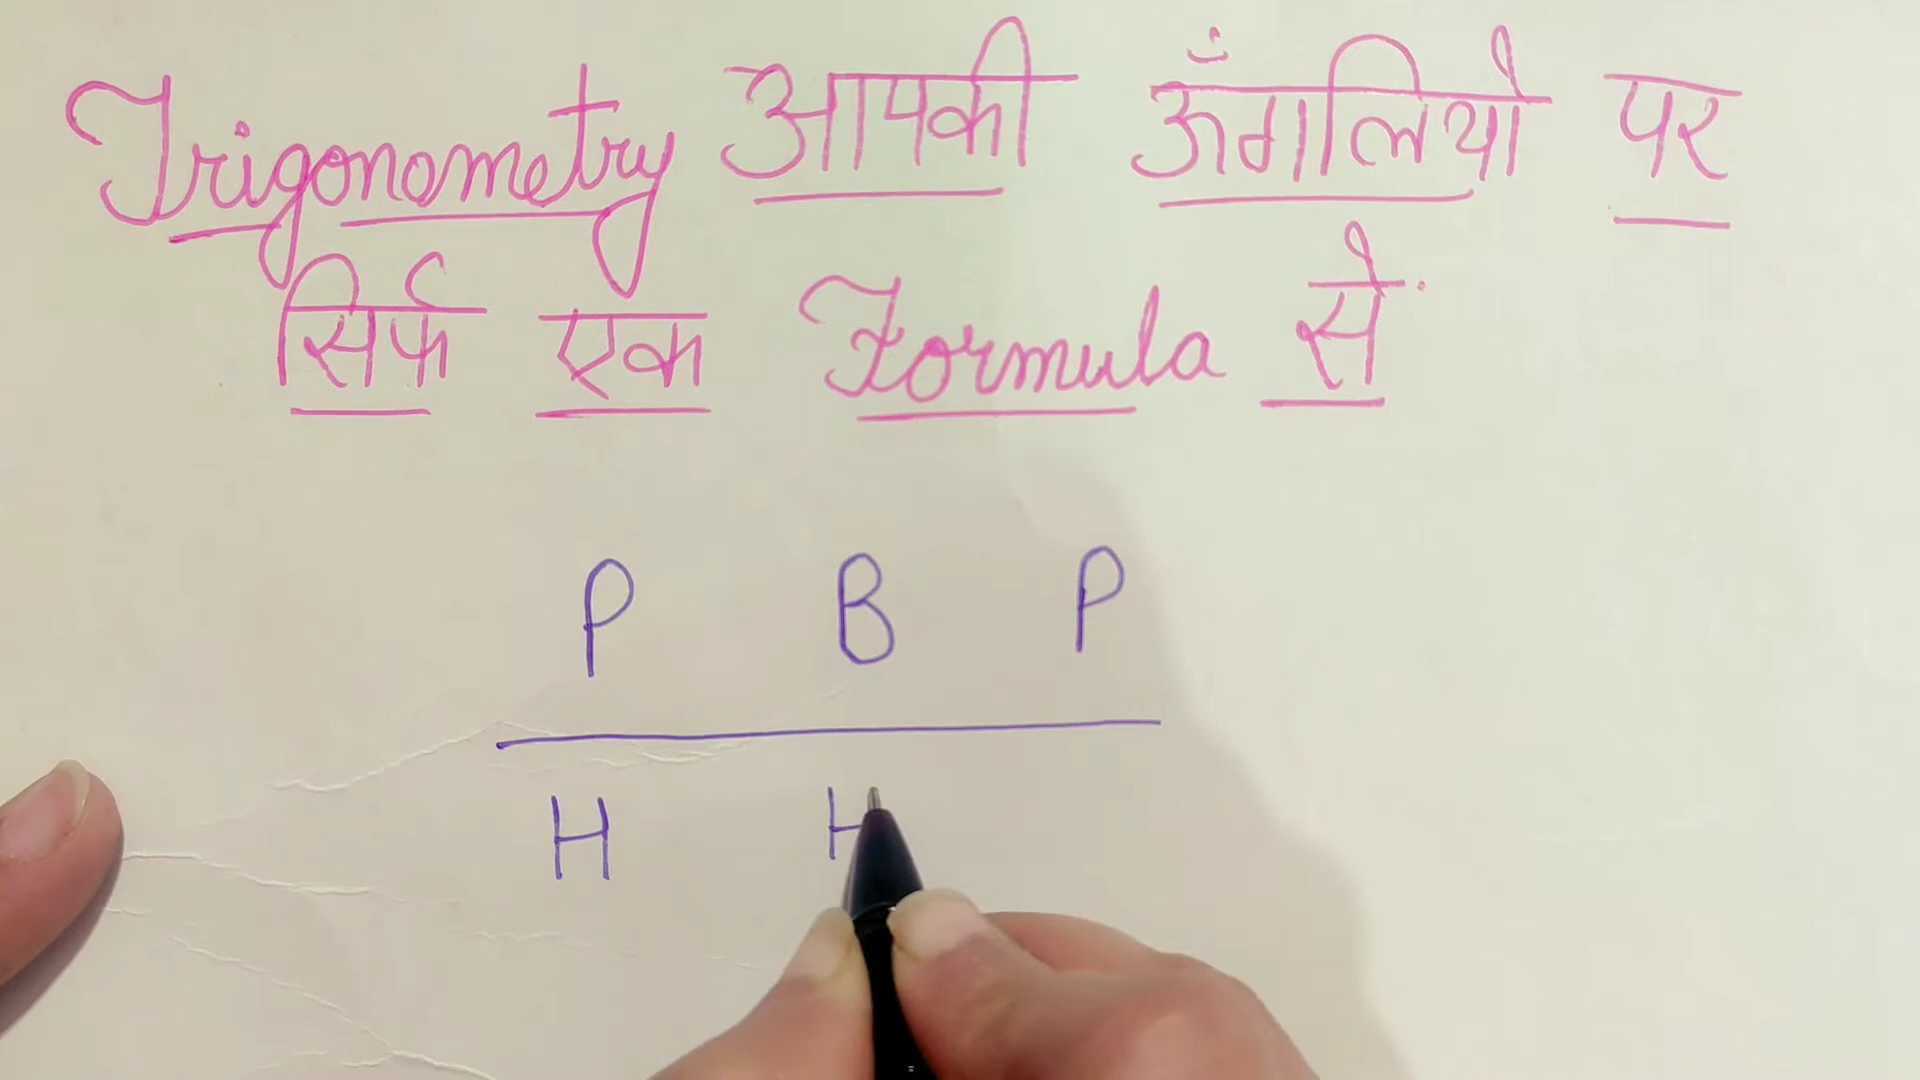 Trigonometry आपकी ऊँगलियो पर
सिर्फ एक Formula से
P B P
H H